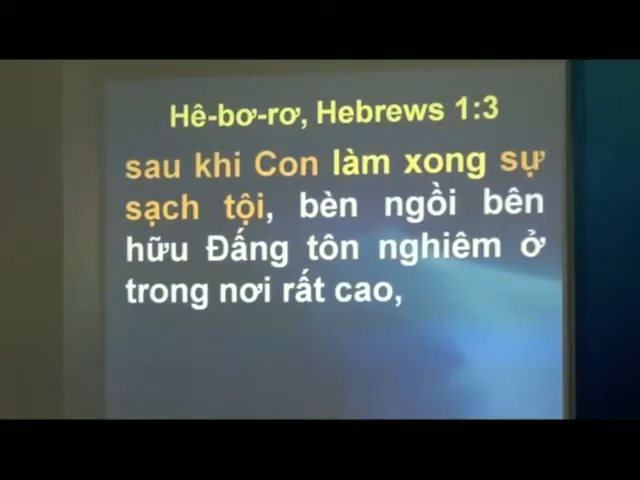 Hê-bơ-rơ, Hebrews 1:3
sau khi Con làm xong sự
sạch tội, bèn ngồi bên
hữu Đấng tôn nghiêm ở
trong nơi rất cao,